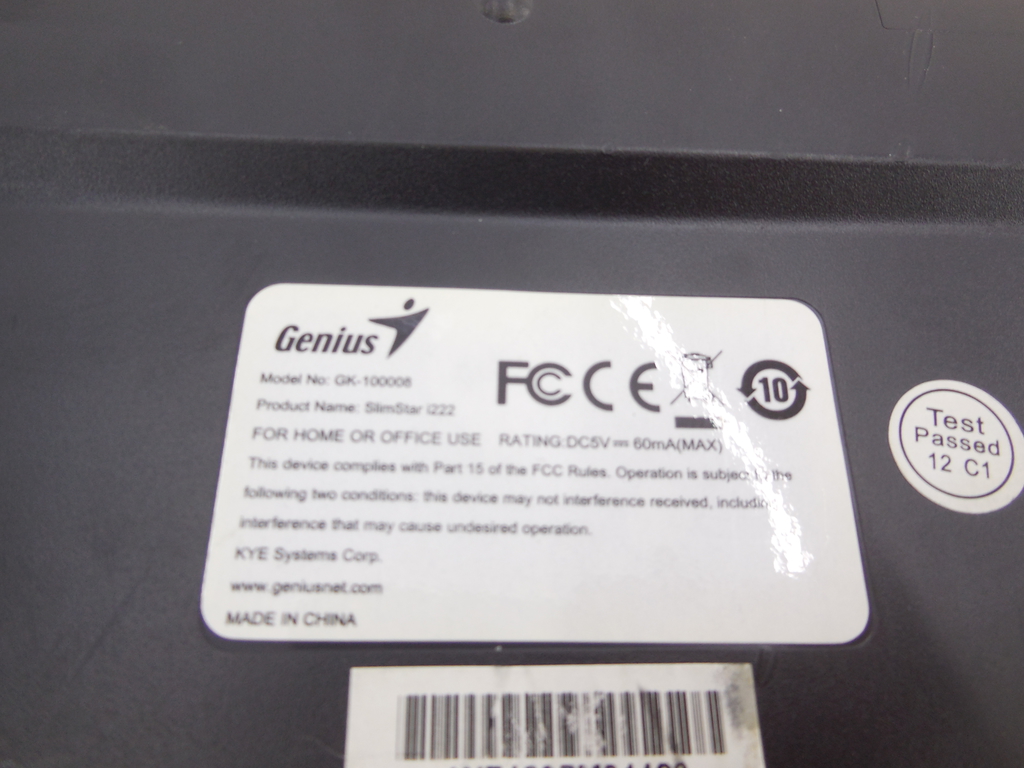 Genius
Model No: GK-100008
Product Name: SlimStar i222
FC CE 10
FOR HOME OR OFFICE USE RATING:DC5V 60mA(MAX)
This device complies with Part 15 of the FCC Rules. Operation is subject the
following two conditions: this device may not interference received, includin
interference that may cause undesired operation.
KYE Systems Corp.
www.geniusnet.com
MADE IN CHINA
Test
Passed
12 C1